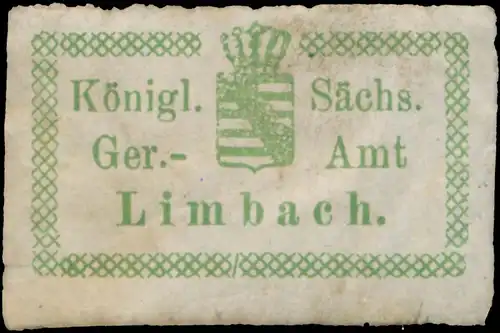 Königl. Sächs.
Ger.- Amt
Limbach.